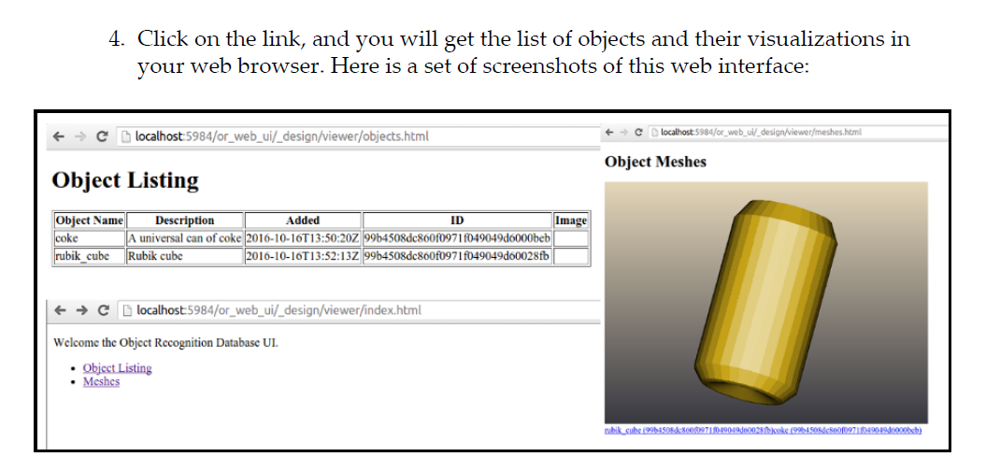 4. Click on the link, and you will get the list of objects and their visualizations in
your web browser. Here is a set of screenshots of this web interface:
localhost:5984/or_web_ui/_design/viewer/objects.html
Object Listing
Object Name Description Added ID Image
coke A universal can of coke 2016-10-16T13:50:20Z 99b4508dc860f0971f049049d6000beb
rubik_cube Rubik cube 2016-10-16T13:52:13Z 99b4508dc860f0971f049049d60028fb
localhost:5984/or_web_ui/_design/viewer/index.html
Welcome the Object Recognition Database UI.
• Object Listing
• Meshes
localhost:5984/or_web_ui/_design/viewer/meshes.html
Object Meshes
rubik_cube (99b4508dc860f0971f049049d60028fb)coke (99b4508dc860f0971f049049d6000beb)